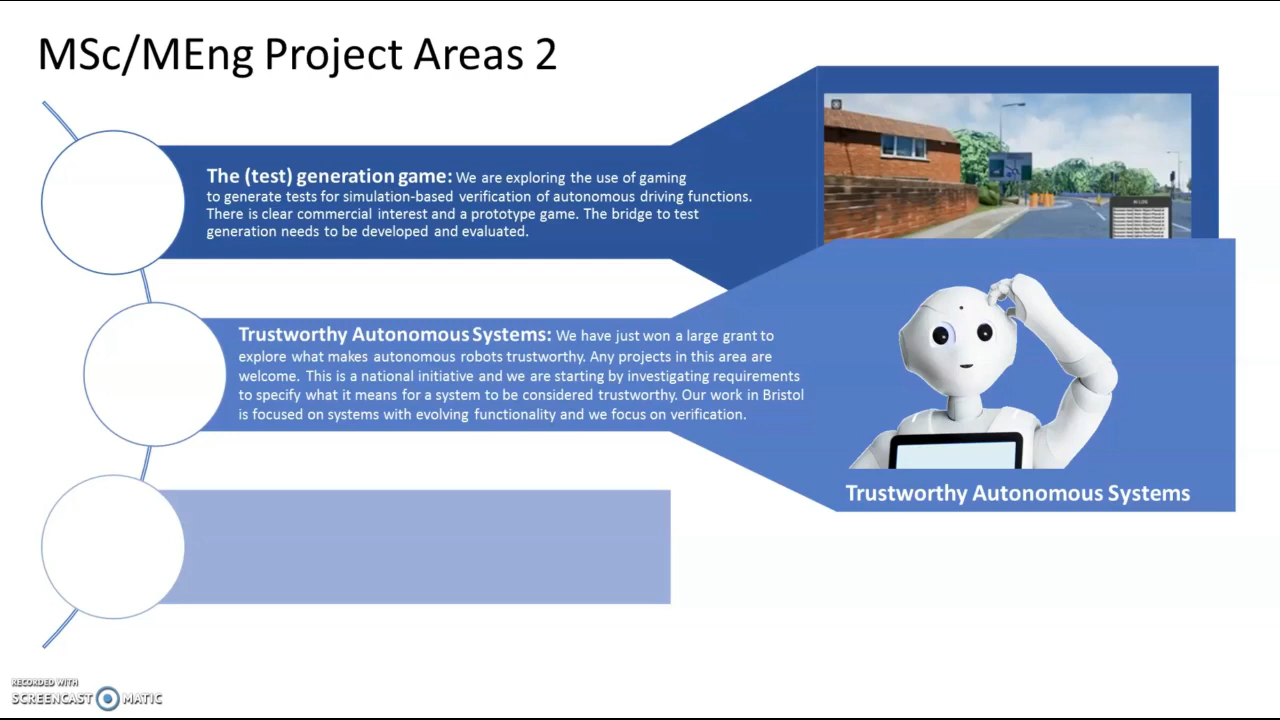 MSc/MEng Project Areas 2
The (test) generation game: We are exploring the use of gaming
to generate tests for simulation-based verification of autonomous driving functions.
There is clear commercial interest and a prototype game. The bridge to test
generation needs to be developed and evaluated.
Trustworthy Autonomous Systems: We have just won a large grant to
explore what makes autonomous robots trustworthy. Any projects in this area are
welcome. This is a national initiative and we are starting by investigating requirements
to specify what it means for a system to be considered trustworthy. Our work in Bristol
is focused on systems with evolving functionality and we focus on verification.
Trustworthy Autonomous Systems
RECORDED WITH
SCREENCAST MATIC